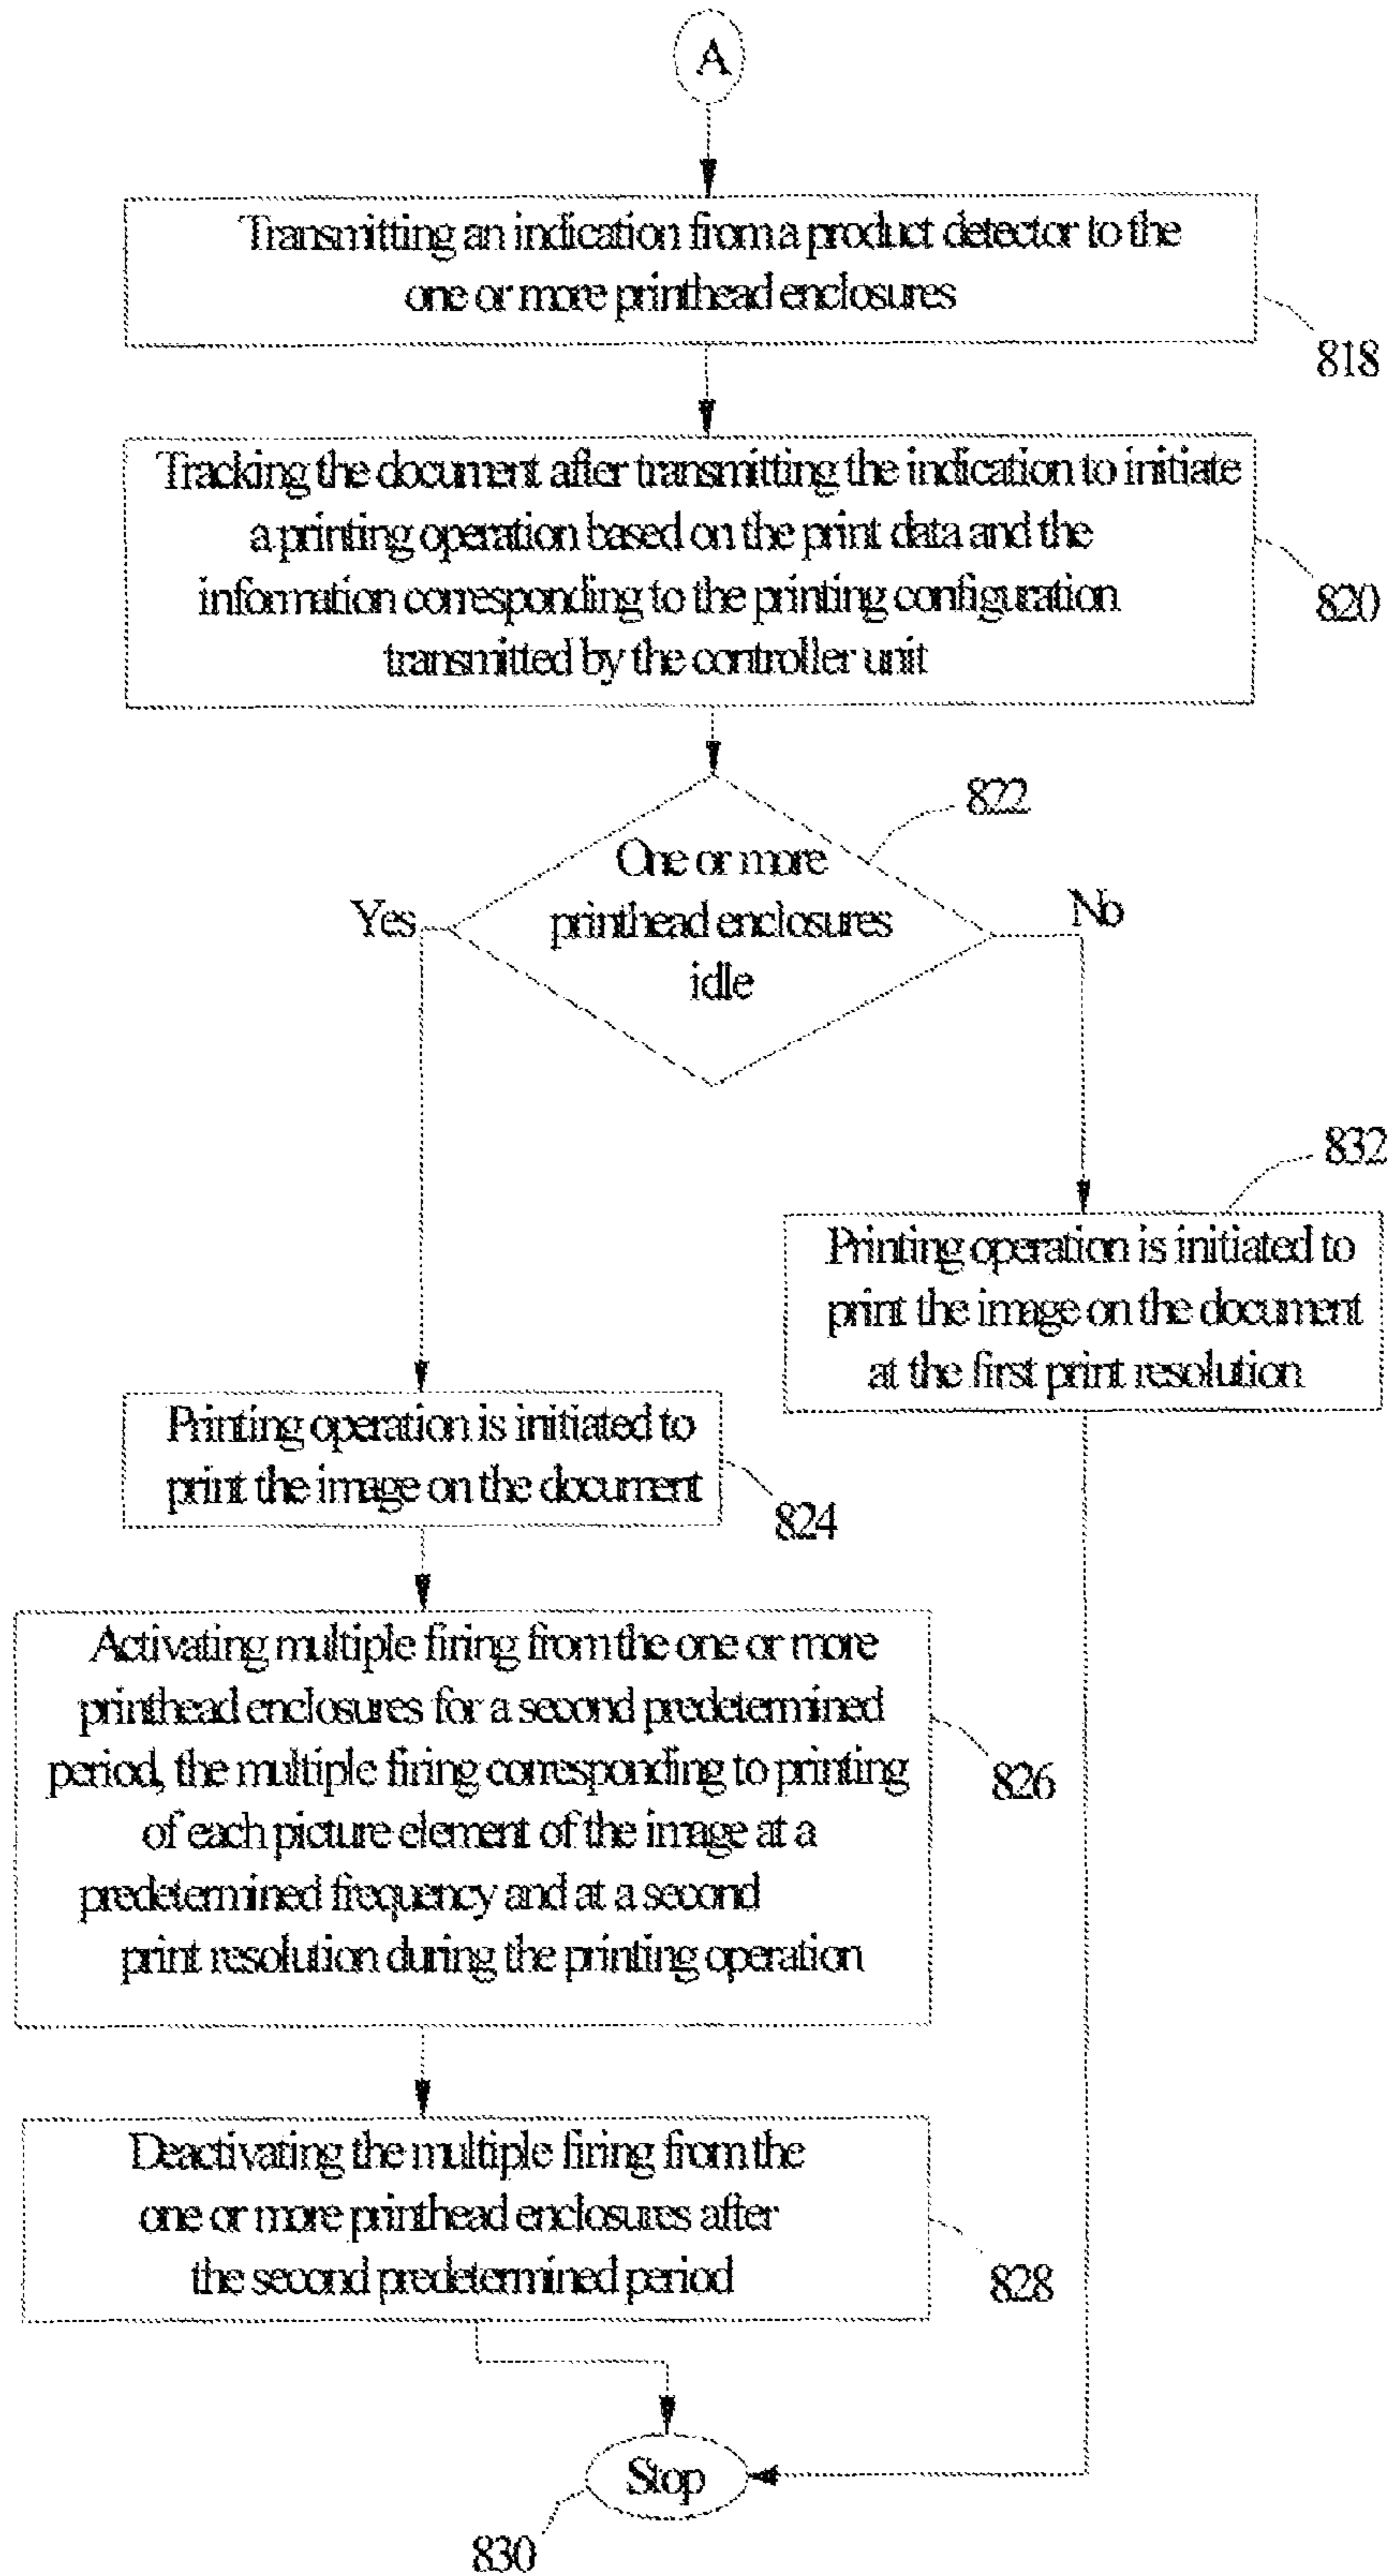 A
Transmitting an indication from a product detector to the
one or more printhead enclosures
818
Tracking the document after transmitting the indication to initiate
a printing operation based on the print data and the
information corresponding to the printing configuration
transmitted by the controller unit
820
822
One or more
printhead enclosures
idle
Yes
No
832
Printing operation is initiated to
print the image on the document
at the first print resolution
Printing operation is initiated to
print the image on the document
824
Activating multiple firing from the one or more
printhead enclosures for a second predetermined
period, the multiple firing corresponding to printing
of each picture element of the image at a
predetermined frequency and at a second
print resolution during the printing operation
826
Deactivating the multiple firing from the
one or more printhead enclosures after
the second predetermined period
828
Stop
830